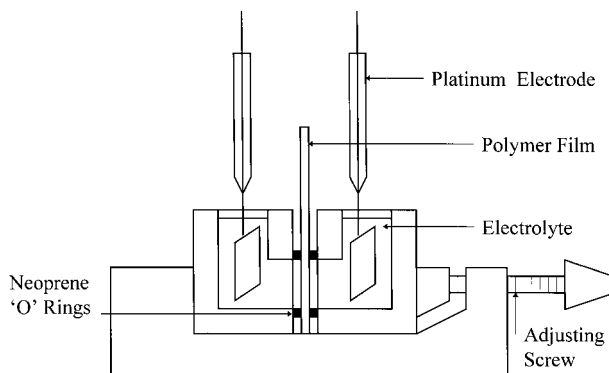 Platinum Electrode
Polymer Film
Electrolyte
Neoprene
‘O’ Rings
Adjusting
Screw